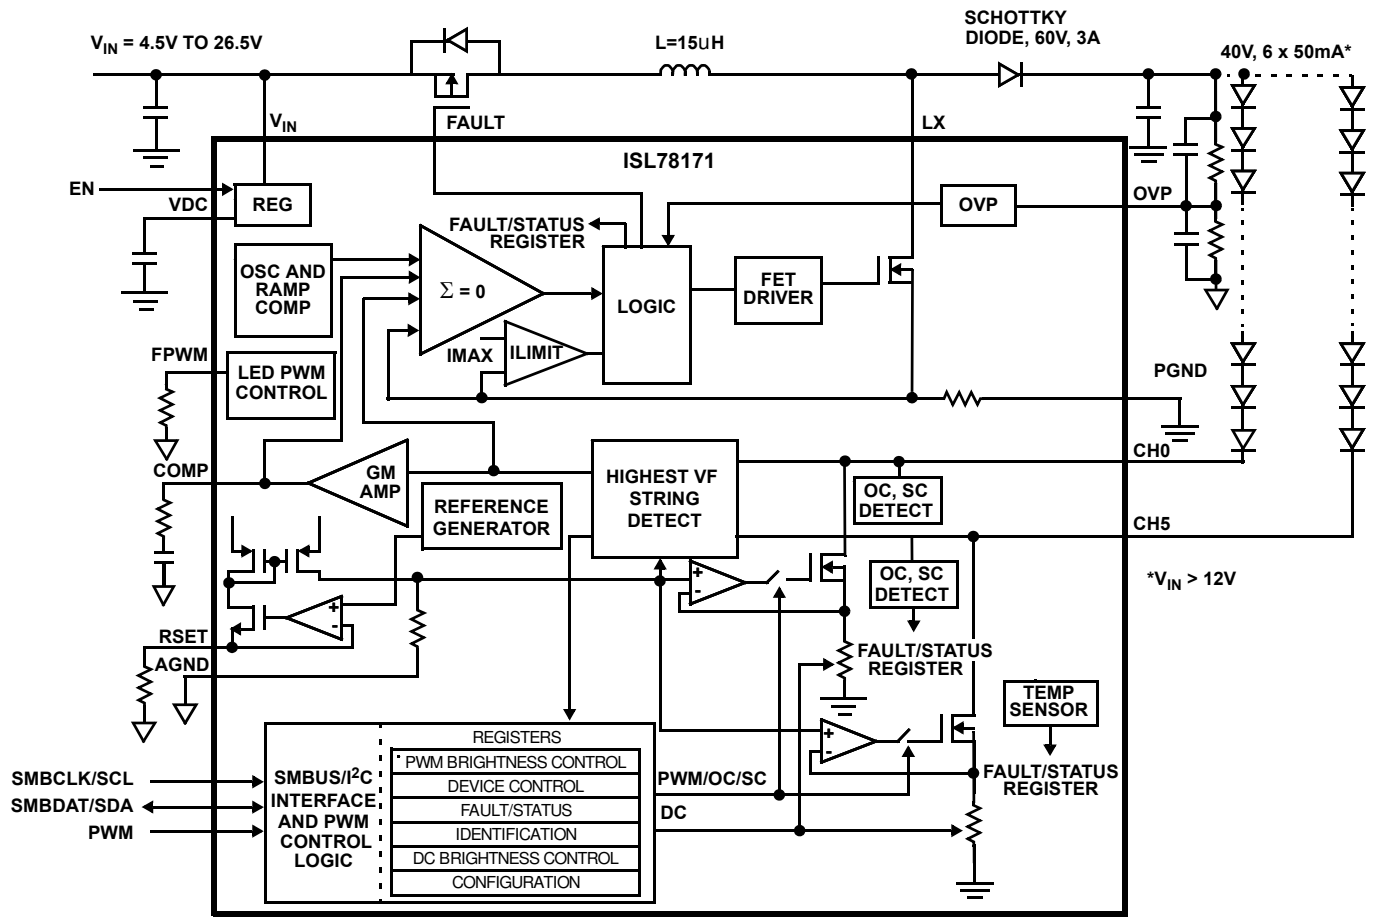 SCHOTTKY
DIODE, 60V, 3A
VIN = 4.5V TO 26.5V
L=15uH
40V, 6 x 50mA*
VIN
FAULT
LX
ISL78171
EN
VDC
REG
OVP
OVP
FAULT/STATUS
REGISTER
OSC AND
RAMP
COMP
Σ = 0
LOGIC
FET
DRIVER
IMAX
ILIMIT
FPWM
LED PWM
CONTROL
PGND
COMP
GM
AMP
HIGHEST VF
STRING
DETECT
CH0
OC, SC
DETECT
REFERENCE
GENERATOR
CH5
+
-
OC, SC
DETECT
*VIN > 12V
+
-
RSET
AGND
FAULT/STATUS
REGISTER
TEMP
SENSOR
+
-
FAULT/STATUS
REGISTER
SMBCLK/SCL
SMBDAT/SDA
PWM
SMBUS/I2C
INTERFACE
AND PWM
CONTROL
LOGIC
REGISTERS
PWM BRIGHTNESS CONTROL
DEVICE CONTROL
FAULT/STATUS
IDENTIFICATION
DC BRIGHTNESS CONTROL
CONFIGURATION
PWM/OC/SC
DC